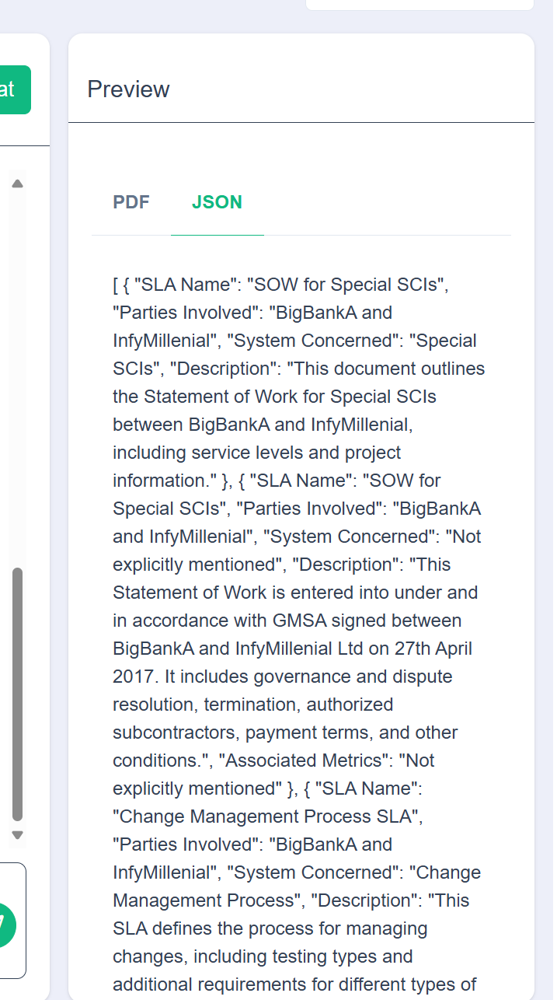 at
Preview
PDF
JSON
[ { "SLA Name": "SOW for Special SCIs",
"Parties Involved": "BigBankA and
InfyMillenial", "System Concerned": "Special
SCIs", "Description": "This document outlines
the Statement of Work for Special SCIs
between BigBankA and InfyMillenial,
including service levels and project
information." }, { "SLA Name": "SOW for
Special SCIs", "Parties Involved": "BigBankA
and InfyMillenial", "System Concerned": "Not
explicitly mentioned", "Description": "This
Statement of Work is entered into under and
in accordance with GMSA signed between
BigBankA and InfyMillenial Ltd on 27th April
2017. It includes governance and dispute
resolution, termination, authorized
subcontractors, payment terms, and other
conditions.", "Associated Metrics": "Not
explicitly mentioned" }, { "SLA Name":
"Change Management Process SLA",
"Parties Involved": "BigBankA and
InfyMillenial", "System Concerned": "Change
Management Process", "Description": "This
SLA defines the process for managing
changes, including testing types and
additional requirements for different types of